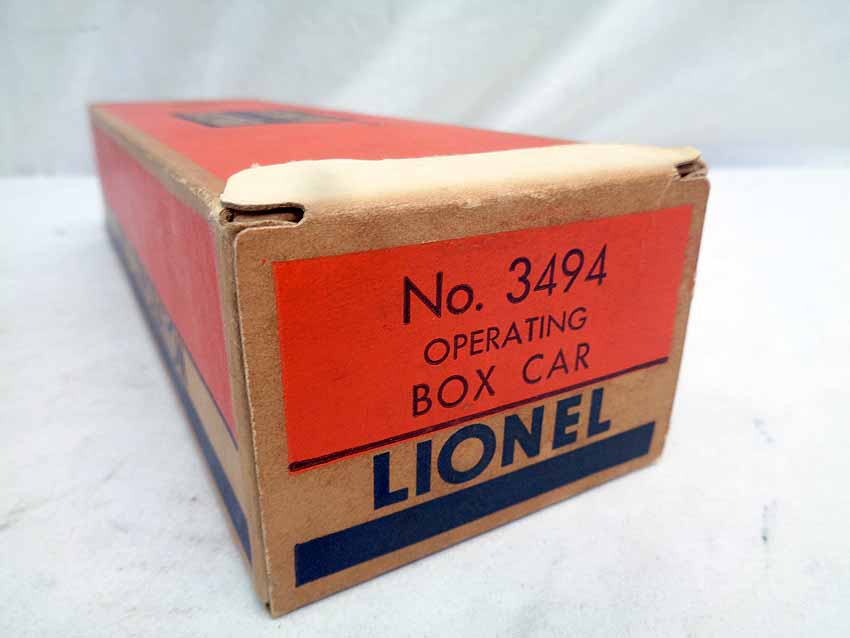 No. 3494
OPERATING
BOX CAR
LIONEL